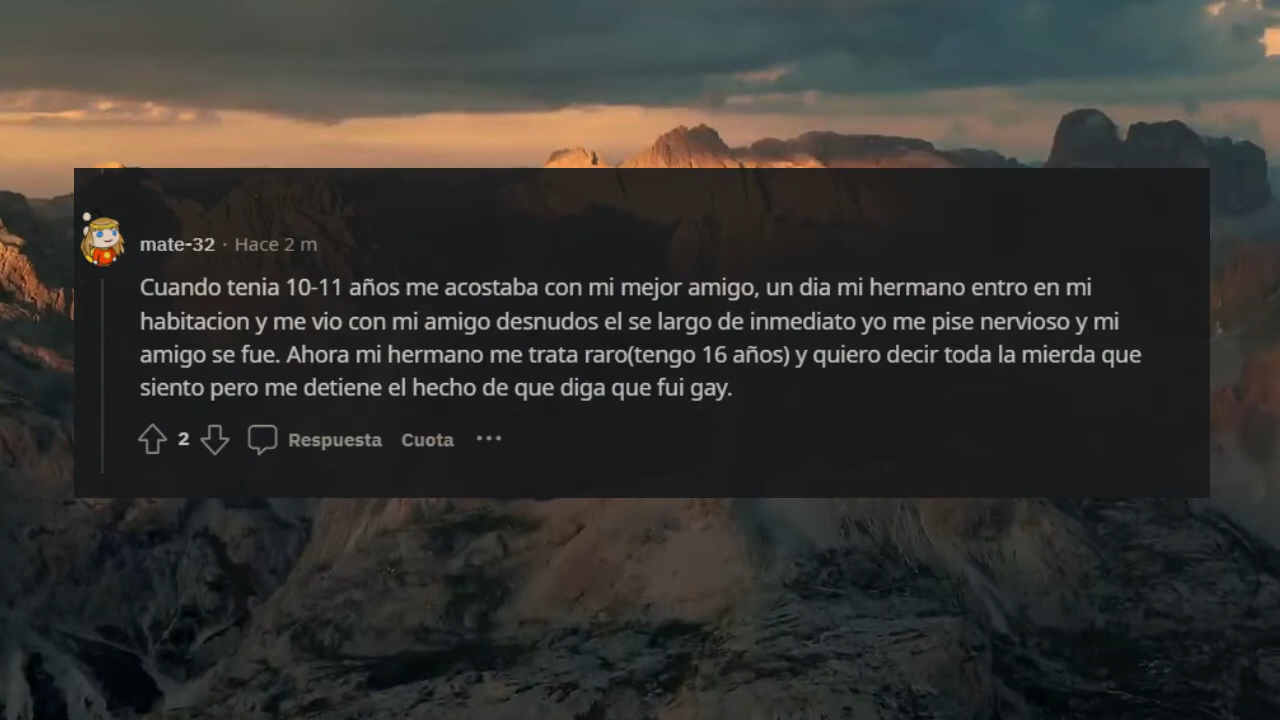 mate-32 · Hace 2 m
Cuando tenia 10-11 años me acostaba con mi mejor amigo, un dia mi hermano entro en mi
habitacion y me vio con mi amigo desnudos el se largo de inmediato yo me pise nervioso y mi
amigo se fue. Ahora mi hermano me trata raro(tengo 16 años) y quiero decir toda la mierda que
siento pero me detiene el hecho de que diga que fui gay.
2 Respuesta Cuota ...